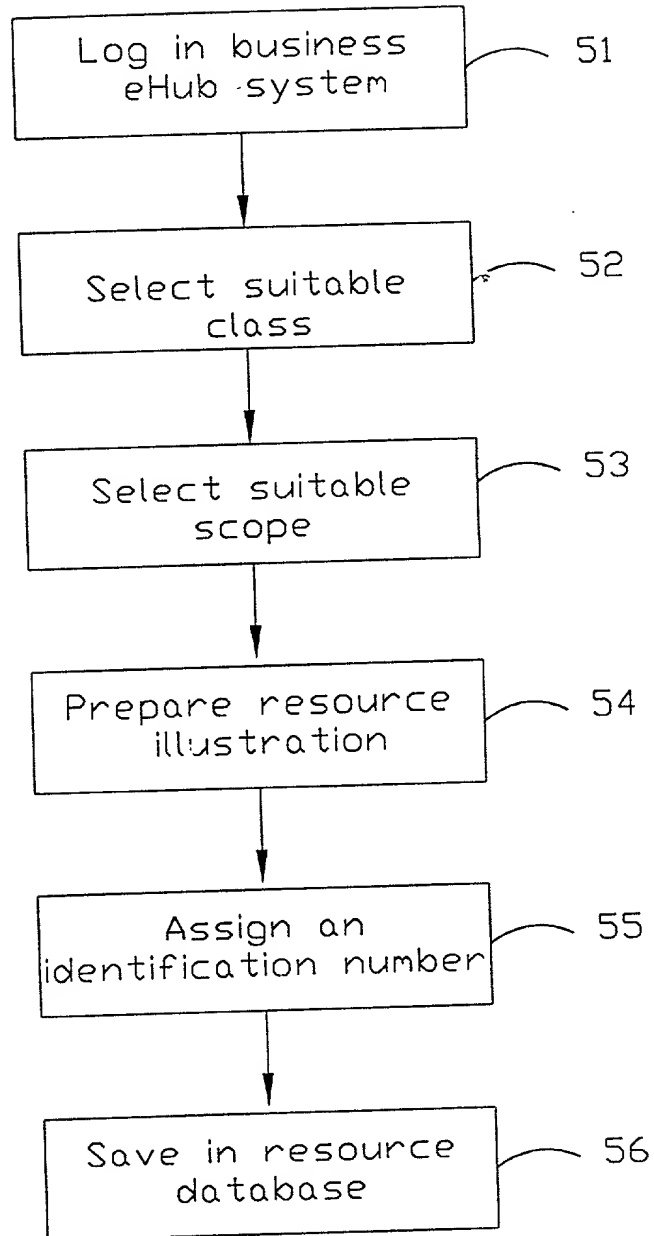 Log in business
eHub system
51
Select suitable
class
52
Select suitable
scope
53
Prepare resource
illustration
54
Assign an
identification number
55
Save in resource
database
56